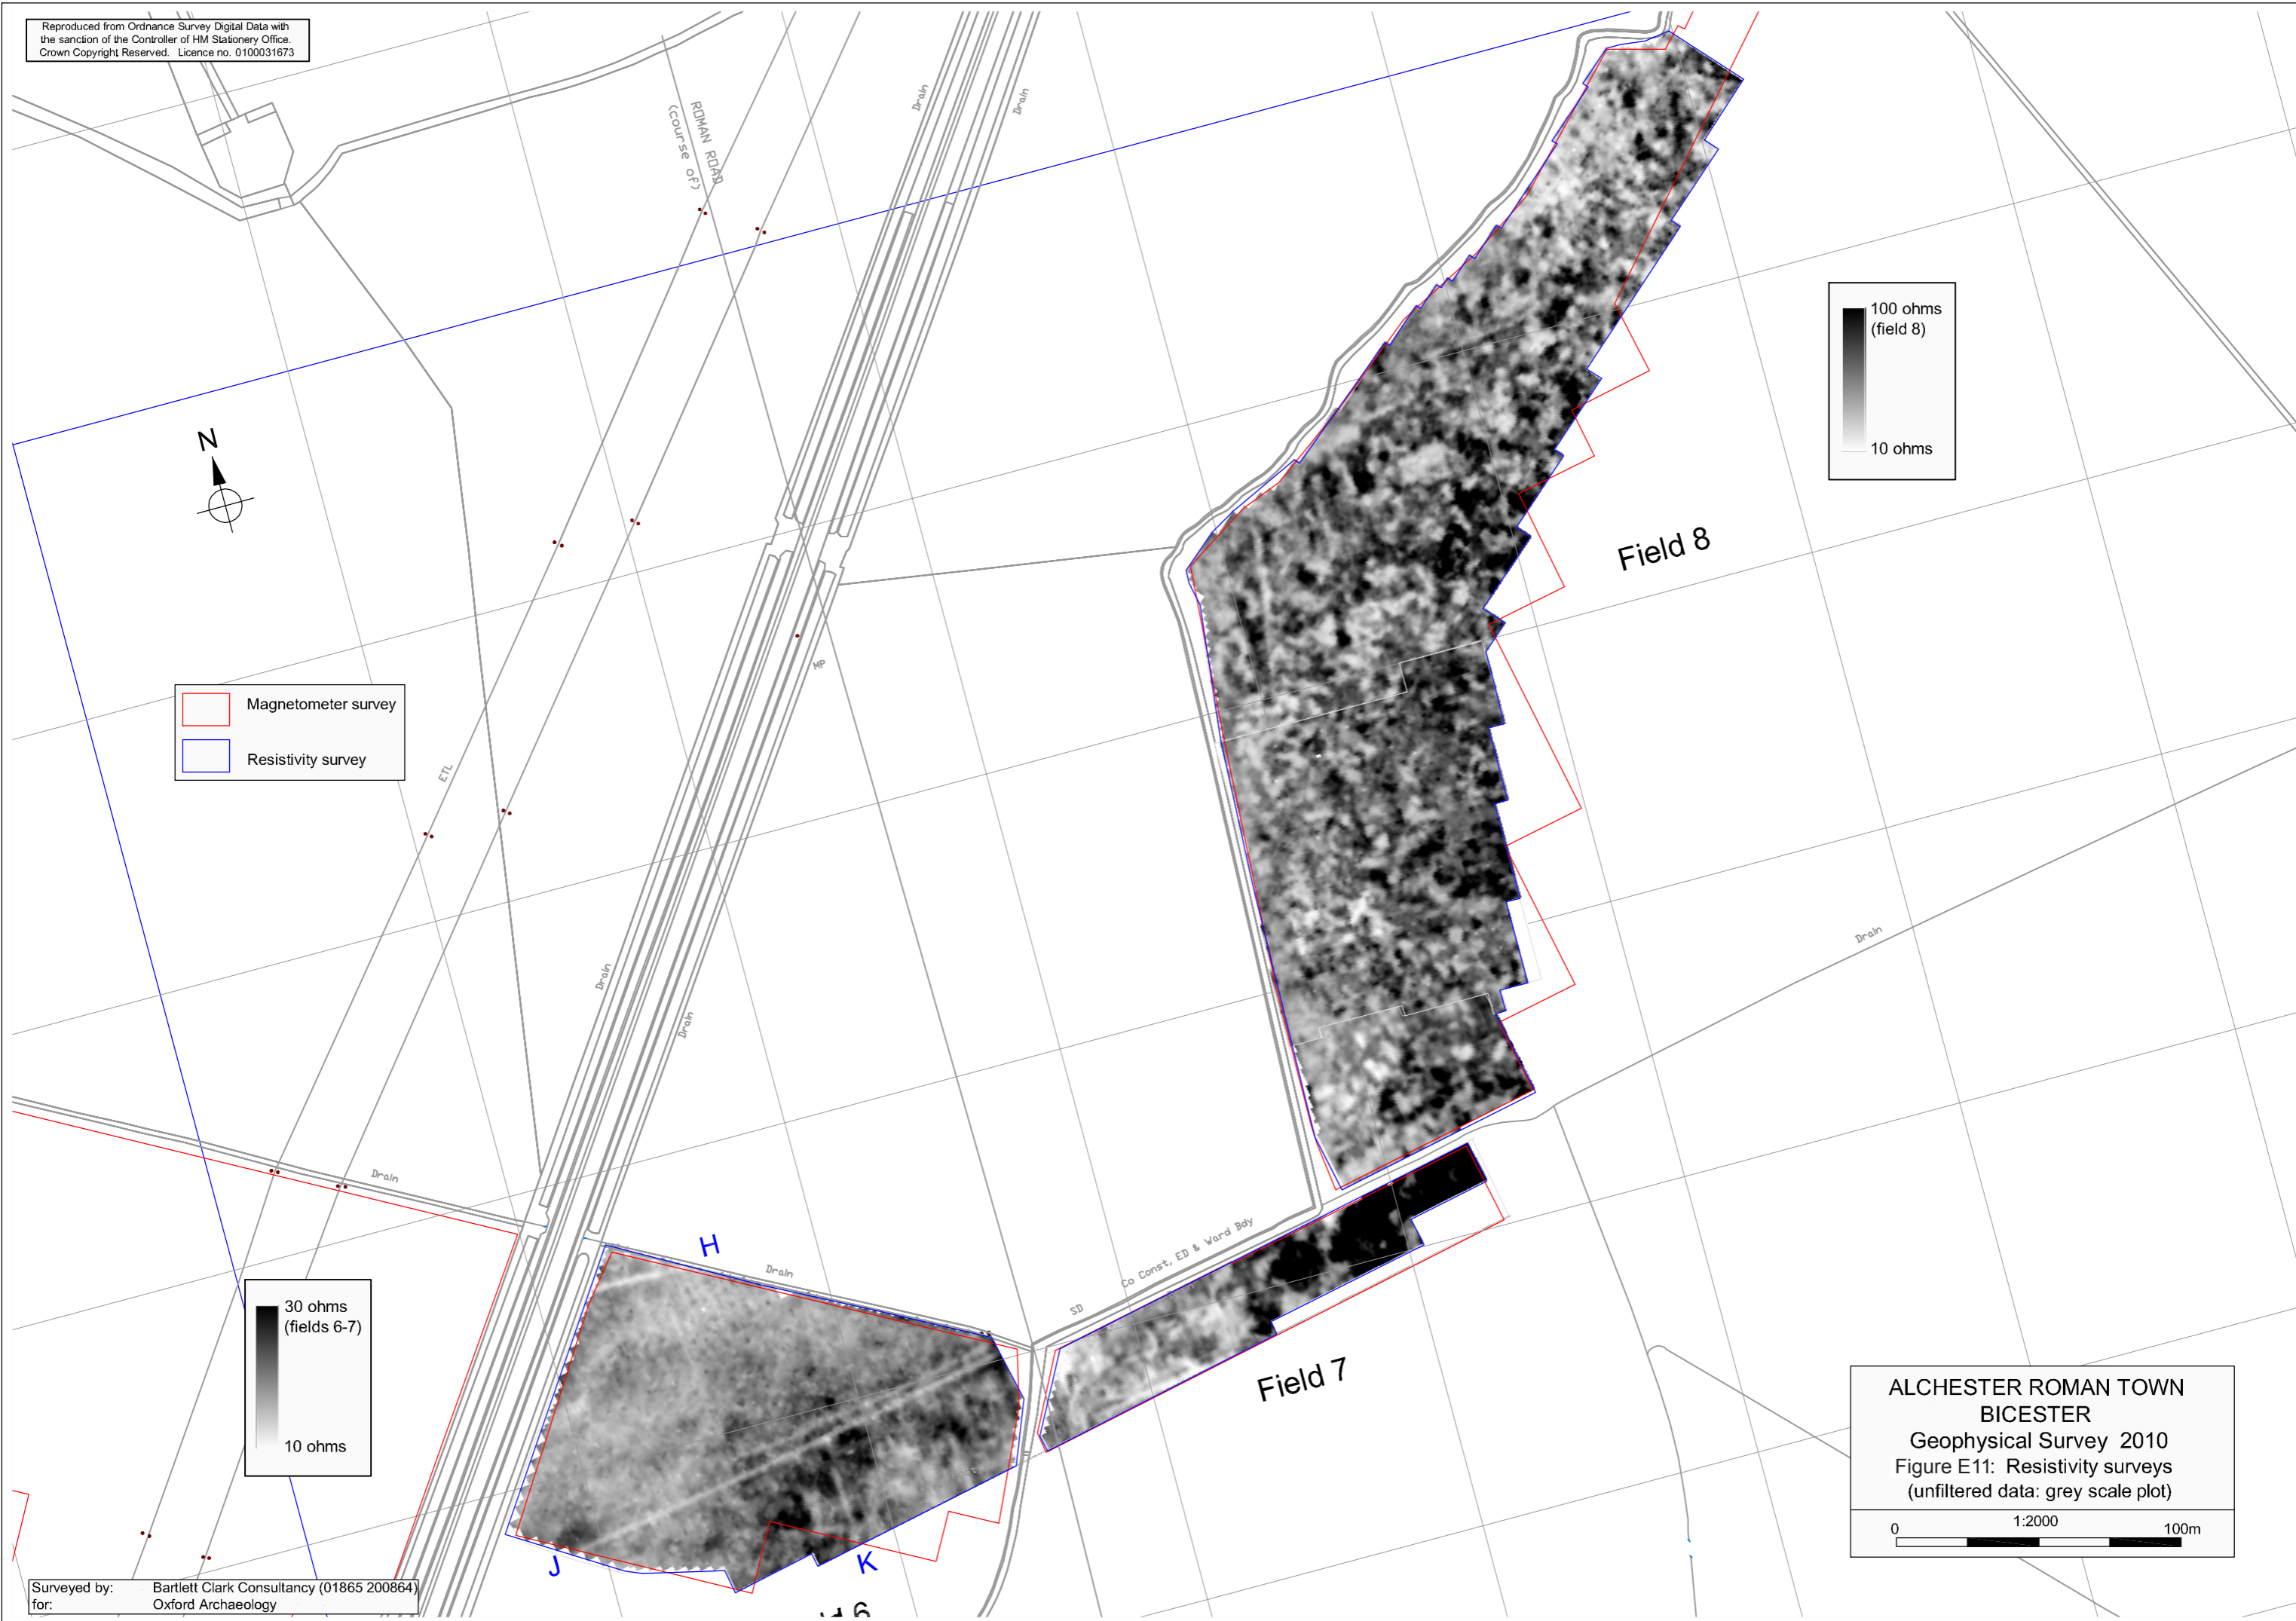 Reproduced from Ordnance Survey Digital Data with
the sanction of the Controller of HM Stationery Office.
Crown Copyright Reserved. Licence no. 0100031673
ROMAN ROAD
(course of)
Drain
Drain
N
100 ohms
(field 8)
10 ohms
Field 8
MP
Magnetometer survey
Resistivity survey
ETL
Drain
Drain
Drain
Drain
H
Drain
Co Const, ED & Ward Bdy
SD
30 ohms
(fields 6-7)
10 ohms
Field 7
J
K
ALCHESTER ROMAN TOWN
BICESTER
Geophysical Survey 2010
Figure E11: Resistivity surveys
(unfiltered data: grey scale plot)
1:2000
0 100m
Surveyed by: Bartlett Clark Consultancy (01865 200864)
for: Oxford Archaeology